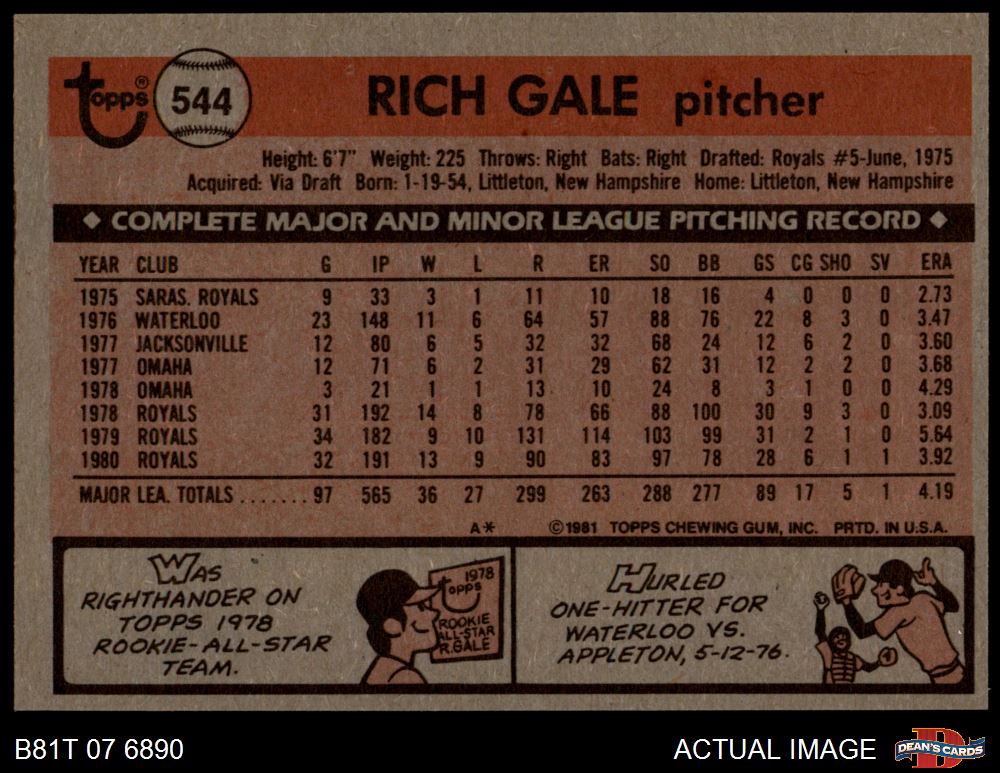 topps® 544 RICH GALE pitcher
Height: 6'7" Weight: 225 Throws: Right Bats: Right Drafted: Royals #5-June, 1975
Acquired: Via Draft Born: 1-19-54, Littleton, New Hampshire Home: Littleton, New Hampshire
◆ COMPLETE MAJOR AND MINOR LEAGUE PITCHING RECORD ◆
YEAR CLUB G IP W L R ER SO BB GS CG SHO SV ERA
1975 SARAS. ROYALS 9 33 3 1 11 10 18 16 4 0 0 0 2.73
1976 WATERLOO 23 148 11 6 64 57 88 76 22 8 3 0 3.47
1977 JACKSONVILLE 12 80 6 5 32 32 68 24 12 6 2 0 3.60
1977 OMAHA 12 71 6 2 31 29 62 31 12 2 2 0 3.68
1978 OMAHA 3 21 1 1 13 10 24 8 3 1 0 0 4.29
1978 ROYALS 31 192 14 8 78 66 88 100 30 9 3 0 3.09
1979 ROYALS 34 182 9 10 131 114 103 99 31 2 1 0 5.64
1980 ROYALS 32 191 13 9 90 83 97 78 28 6 1 1 3.92
MAJOR LEA. TOTALS ....... 97 565 36 27 299 263 288 277 89 17 5 1 4.19
A* ©1981 TOPPS CHEWING GUM, INC. PRTD. IN U.S.A.
WAS
RIGHTHANDER ON
TOPPS 1978
ROOKIE-ALL-STAR
TEAM.
1978
topps
ROOKIE
ALL-STAR
R. GALE
HURLED
ONE-HITTER FOR
WATERLOO VS.
APPLETON, 5-12-76.
B81T 07 6890 ACTUAL IMAGE
D
DEAN'S CARDS